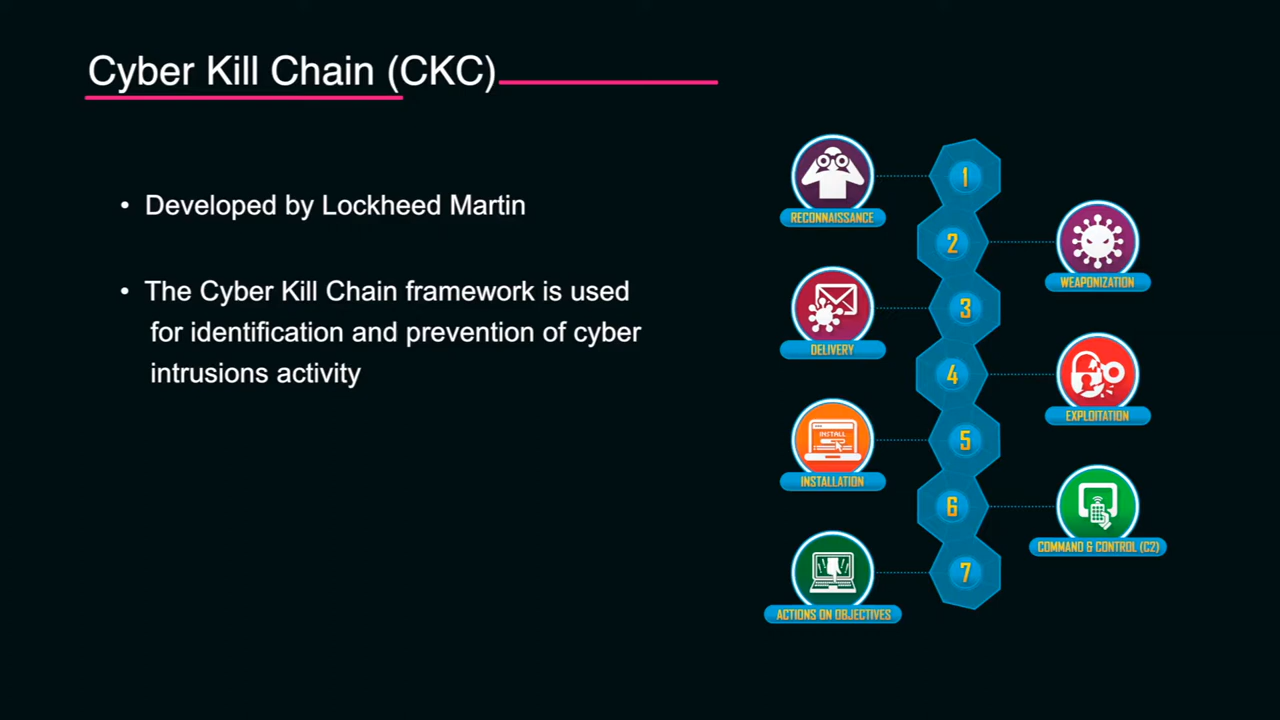 Cyber Kill Chain (CKC)
• Developed by Lockheed Martin
• The Cyber Kill Chain framework is used
for identification and prevention of cyber
intrusions activity
1
RECONNAISSANCE
2
WEAPONIZATION
3
DELIVERY
4
EXPLOITATION
INSTALL
5
INSTALLATION
6
COMMAND & CONTROL (C2)
7
ACTIONS ON OBJECTIVES